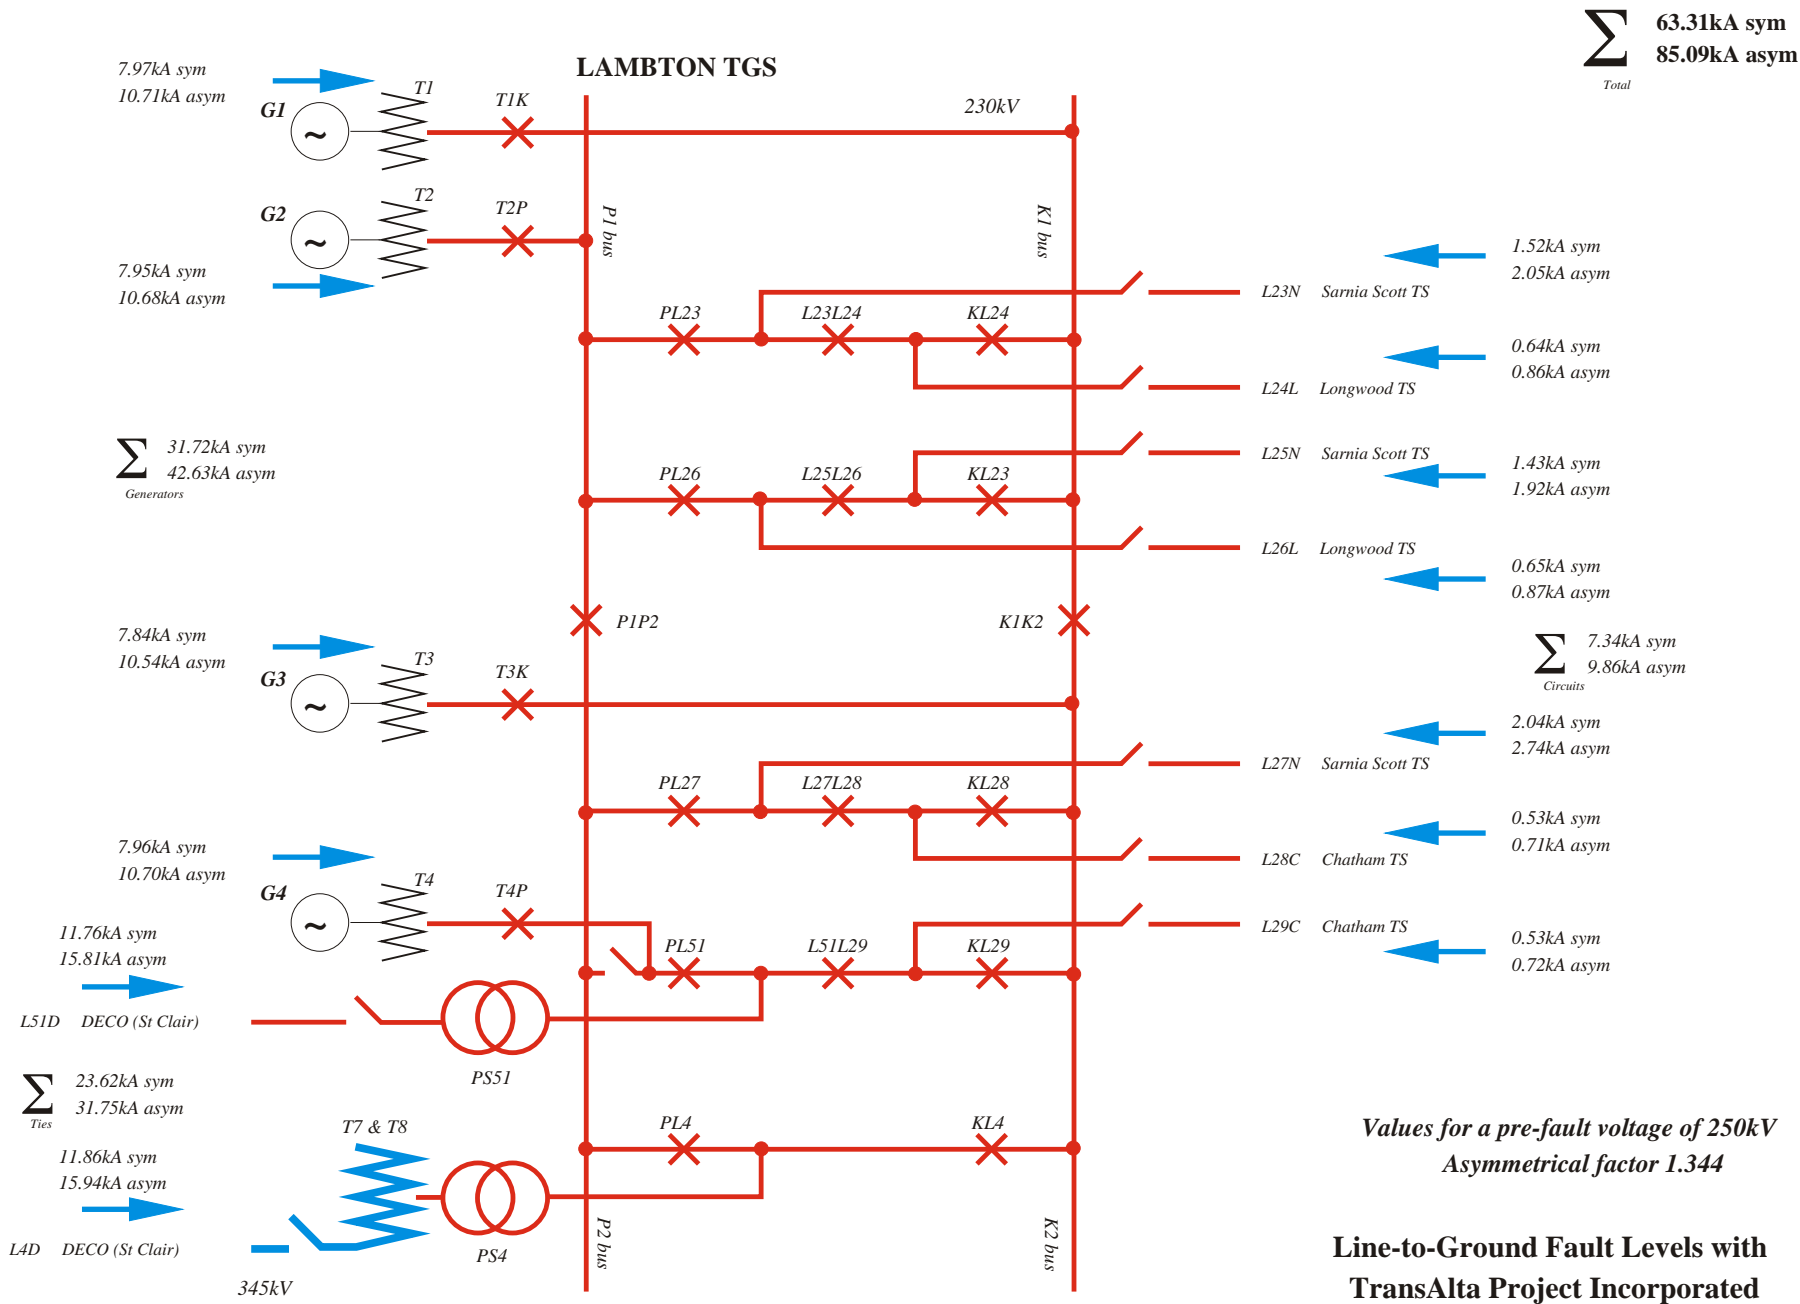 63.31kA sym
85.09kA asym
Σ
Total
LAMBTON TGS
230kV
7.97kA sym
10.71kA asym
G1
~
T1
T1K
G2
~
T2
T2P
7.95kA sym
10.68kA asym
P1 bus
K1 bus
1.52kA sym
2.05kA asym
L23N Sarnia Scott TS
PL23
L23L24
KL24
0.64kA sym
0.86kA asym
L24L Longwood TS
Σ
31.72kA sym
42.63kA asym
Generators
L25N Sarnia Scott TS
PL26
L25L26
KL23
1.43kA sym
1.92kA asym
L26L Longwood TS
0.65kA sym
0.87kA asym
P1P2
K1K2
Σ
7.34kA sym
9.86kA asym
Circuits
7.84kA sym
10.54kA asym
G3
~
T3
T3K
2.04kA sym
2.74kA asym
L27N Sarnia Scott TS
PL27
L27L28
KL28
0.53kA sym
0.71kA asym
L28C Chatham TS
7.96kA sym
10.70kA asym
G4
~
T4
T4P
L29C Chatham TS
PL51
L51L29
KL29
0.53kA sym
0.72kA asym
11.76kA sym
15.81kA asym
L51D DECO (St Clair)
PS51
Σ
23.62kA sym
31.75kA asym
Ties
T7 & T8
PL4
KL4
11.86kA sym
15.94kA asym
L4D DECO (St Clair)
345kV
PS4
P2 bus
K2 bus
Values for a pre-fault voltage of 250kV
Asymmetrical factor 1.344
Line-to-Ground Fault Levels with
TransAlta Project Incorporated